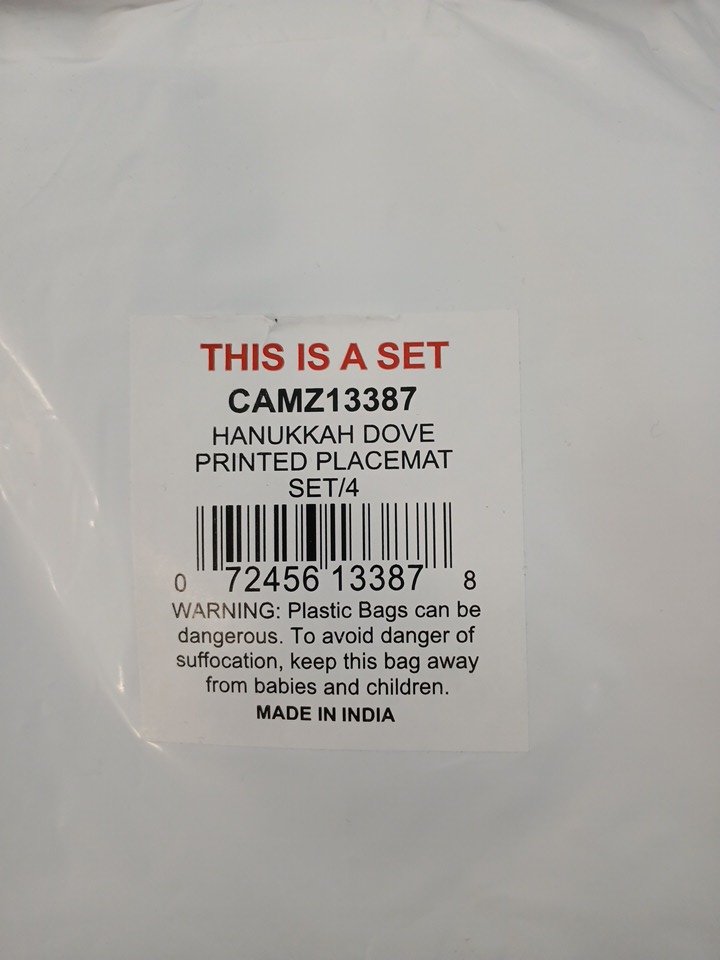 THIS IS A SET
CAMZ13387
HANUKKAH DOVE
PRINTED PLACEMAT
SET/4
0 72456 13387 8
WARNING: Plastic Bags can be
dangerous. To avoid danger of
suffocation, keep this bag away
from babies and children.
MADE IN INDIA